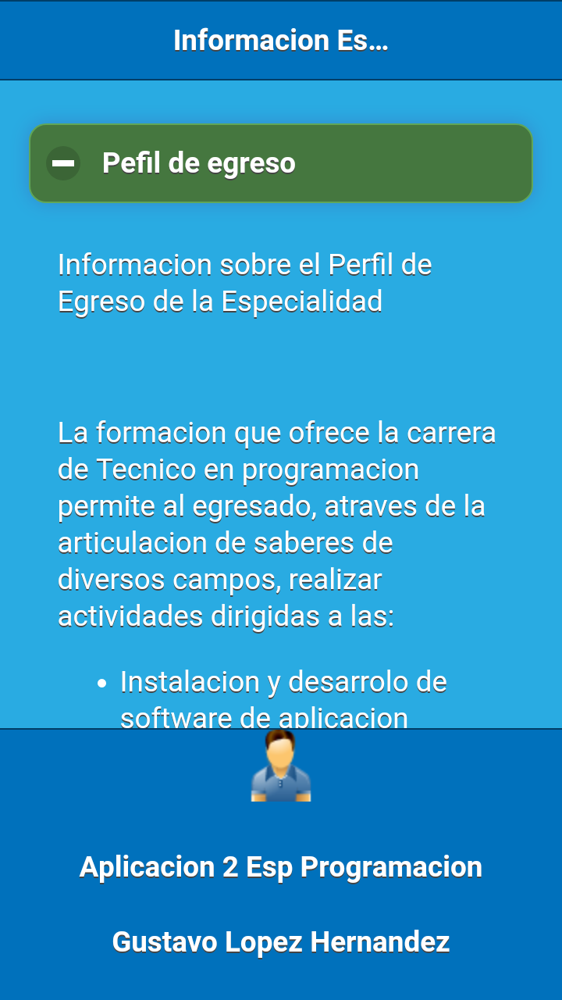 Informacion Es...
Pefil de egreso
Informacion sobre el Perfil de
Egreso de la Especialidad
La formacion que ofrece la carrera
de Tecnico en programacion
permite al egresado, atraves de la
articulacion de saberes de
diversos campos, realizar
actividades dirigidas a las:
• Instalacion y desarrolo de
software de aplicacion
Aplicacion 2 Esp Programacion
Gustavo Lopez Hernandez